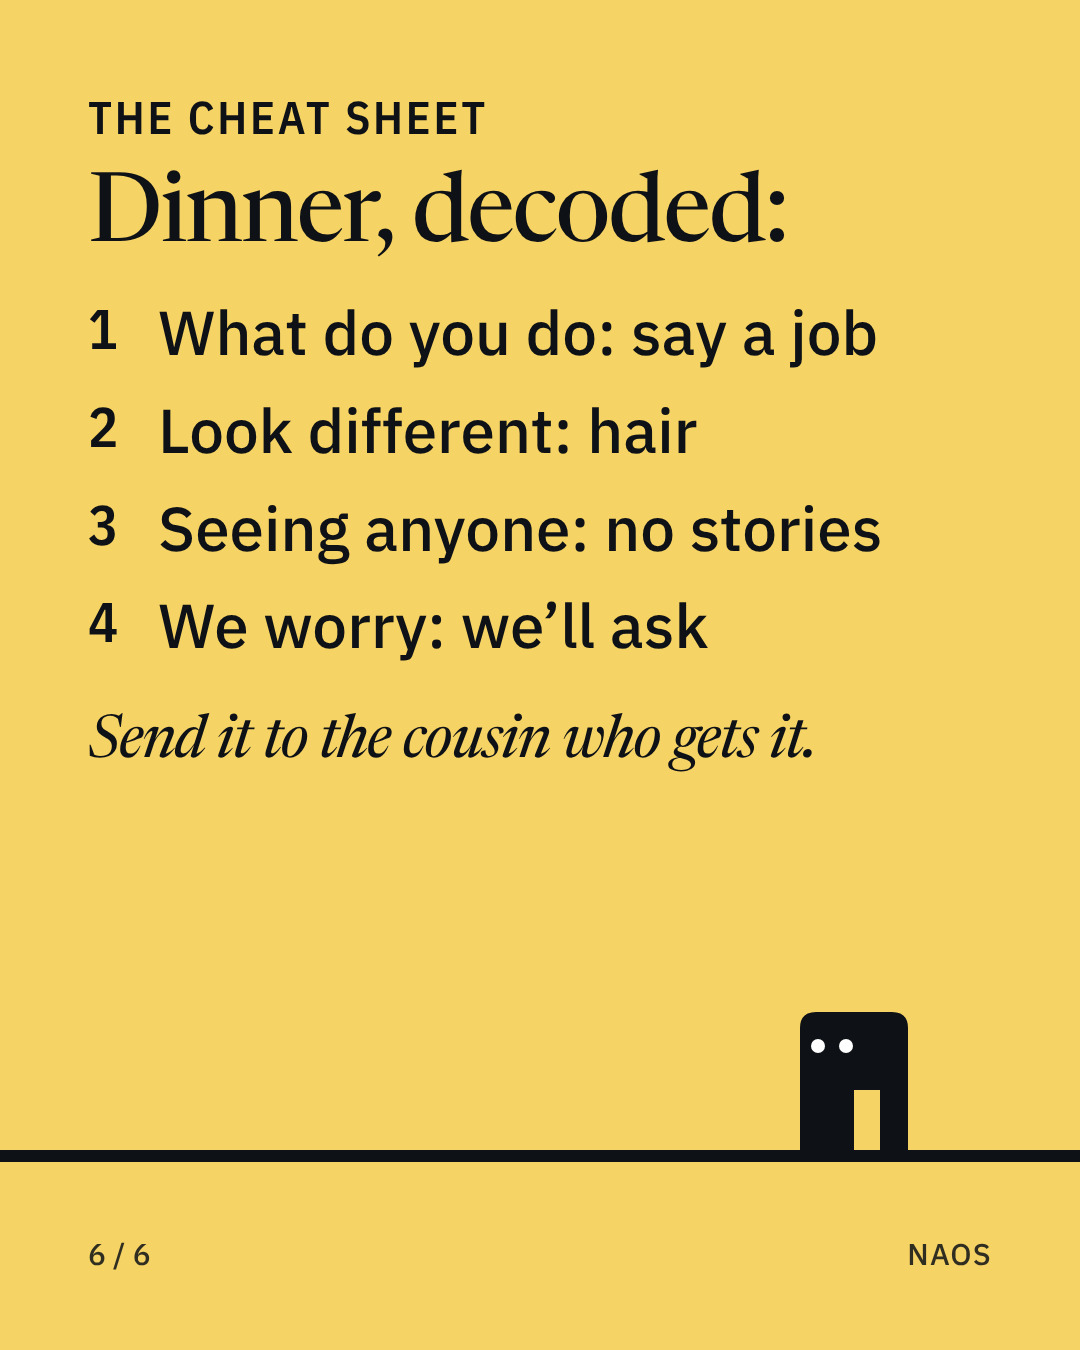 THE CHEAT SHEET
Dinner, decoded:
1 What do you do: say a job
2 Look different: hair
3 Seeing anyone: no stories
4 We worry: we’ll ask
Send it to the cousin who gets it.
6 / 6
NAOS